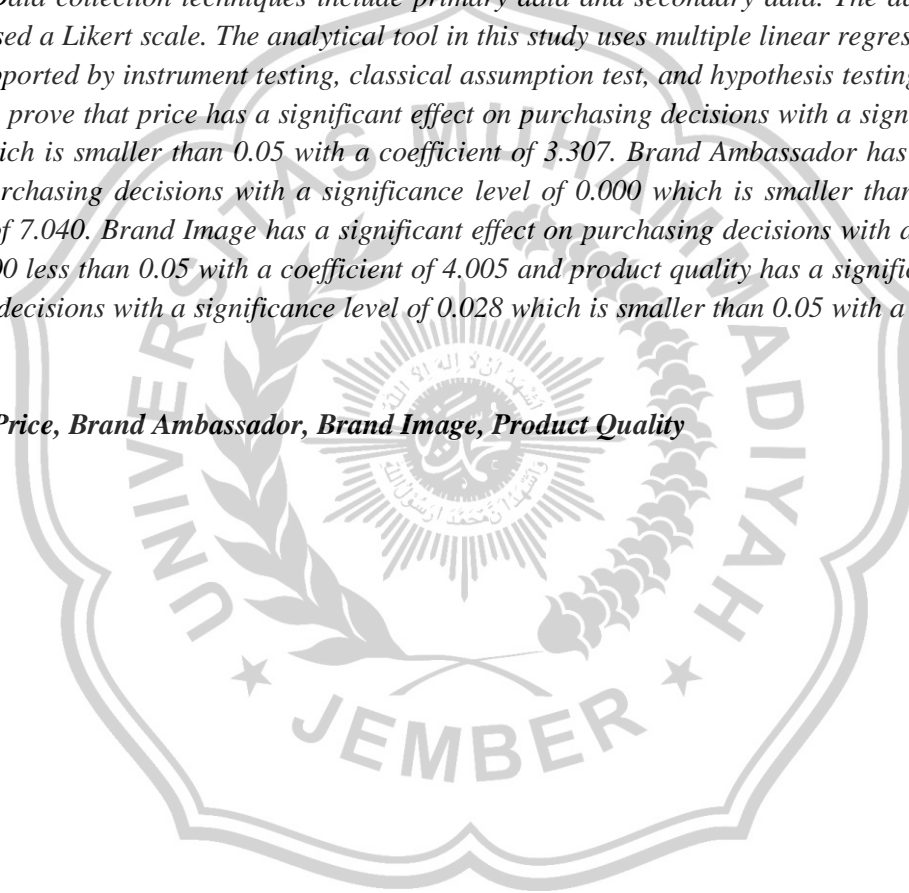 Data collection techniques include primary data and secondary data. The
sed a Likert scale. The analytical tool in this study uses multiple linear regres
pported by instrument testing, classical assumption test, and hypothesis testing
prove that price has a significant effect on purchasing decisions with a sign
ich is smaller than 0.05 with a coefficient of 3.307. Brand Ambassador has
rchasing decisions with a significance level of 0.000 which is smaller than
of 7.040. Brand Image has a significant effect on purchasing decisions with a
00 less than 0.05 with a coefficient of 4.005 and product quality has a signific
decisions with a significance level of 0.028 which is smaller than 0.05 with a
Price, Brand Ambassador, Brand Image, Product Quality
UNIVERSITAS MUHAMMADIYAH
JEMBER